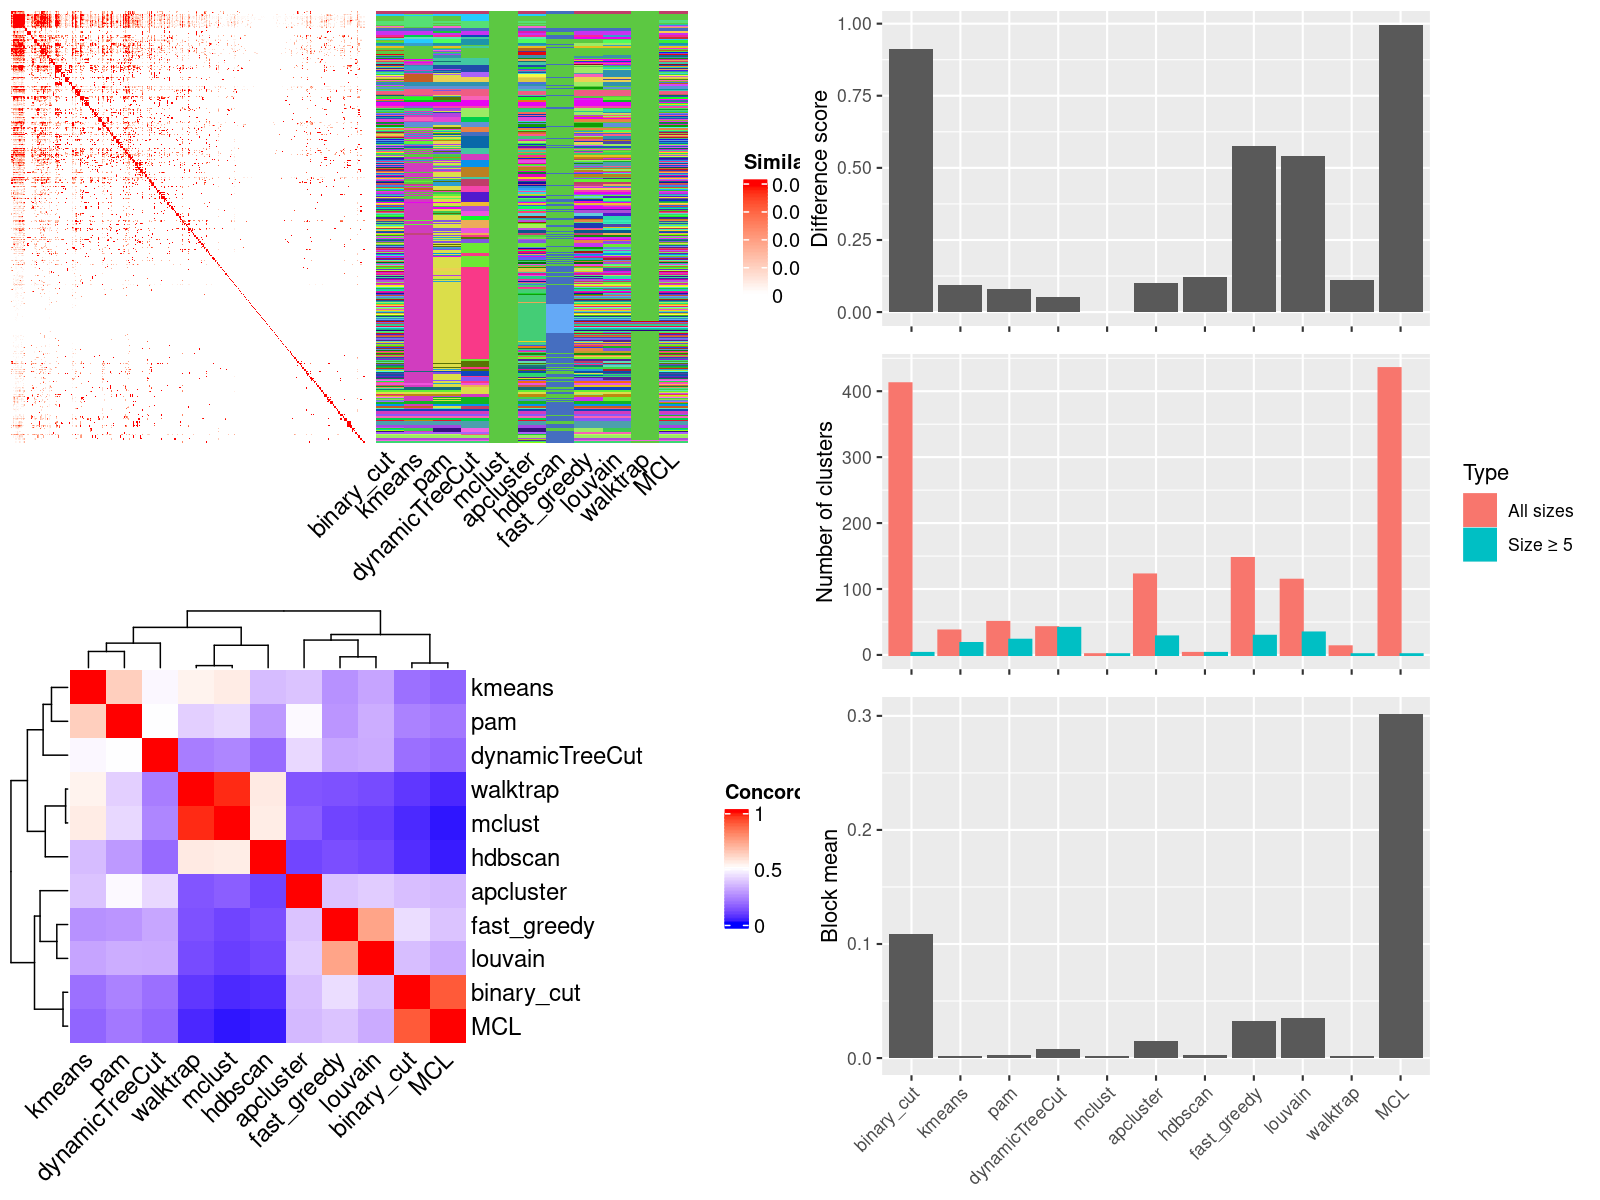 Simila
0.0
0.0
0.0
0.0
0
binary_cut
kmeans
pam
dynamicTreeCut
mclust
apcluster
hdbscan
fast_greedy
louvain
walktrap
MCL
kmeans
pam
dynamicTreeCut
walktrap
mclust
hdbscan
apcluster
fast_greedy
louvain
binary_cut
MCL
kmeans
pam
dynamicTreeCut
walktrap
mclust
hdbscan
apcluster
fast_greedy
louvain
binary_cut
MCL
Concord
1
0.5
0
Difference score
1.00
0.75
0.50
0.25
0.00
Number of clusters
400
300
200
100
0
Type
All sizes
Size ≥ 5
Block mean
0.3
0.2
0.1
0.0
binary_cut
kmeans
pam
dynamicTreeCut
mclust
apcluster
hdbscan
fast_greedy
louvain
walktrap
MCL